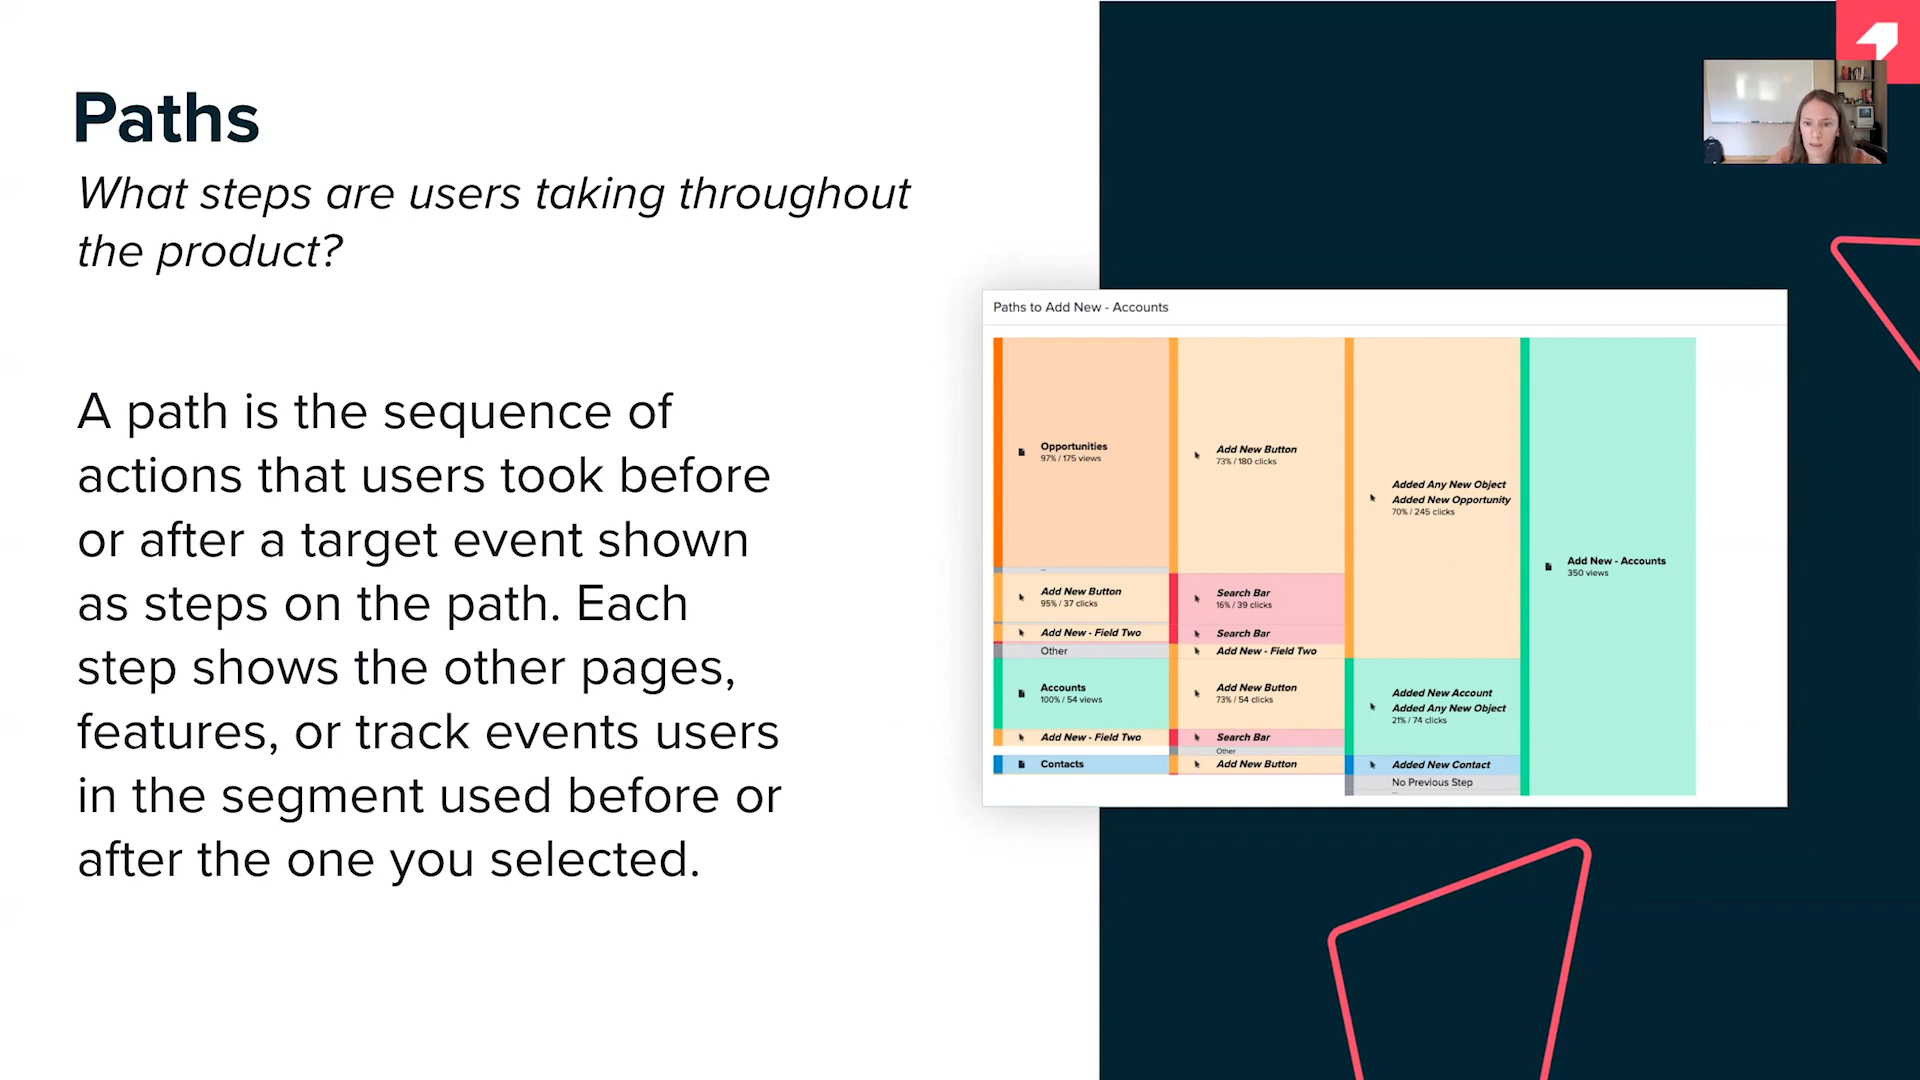 Paths
What steps are users taking throughout
the product?
A path is the sequence of
actions that users took before
or after a target event shown
as steps on the path. Each
step shows the other pages,
features, or track events users
in the segment used before or
after the one you selected.
Paths to Add New - Accounts
Opportunities
97% / 175 views
Add New Button
95% / 37 clicks
Add New - Field Two
Other
Accounts
100% / 54 views
Add New - Field Two
Contacts
Add New Button
73% / 180 clicks
Search Bar
16% / 39 clicks
Search Bar
Add New - Field Two
Add New Button
73% / 54 clicks
Search Bar
Other
Add New Button
Added Any New Object
Added New Opportunity
70% / 245 clicks
Added New Account
Added Any New Object
21% / 74 clicks
Added New Contact
No Previous Step
Add New - Accounts
350 views